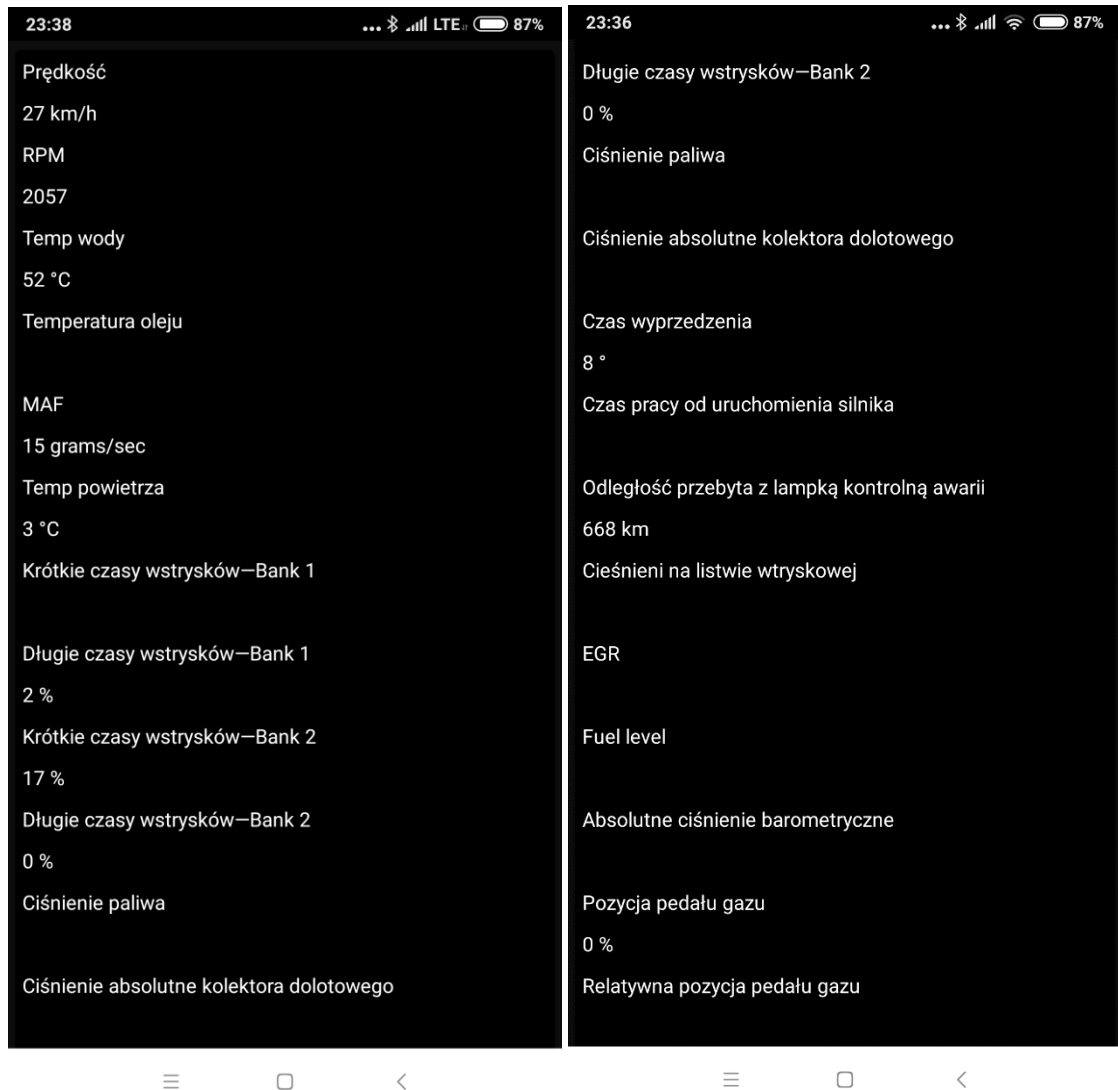 23:38
... LTE 87%
Prędkość
27 km/h
RPM
2057
Temp wody
52 °C
Temperatura oleju
MAF
15 grams/sec
Temp powietrza
3 °C
Krótkie czasy wstrysków—Bank 1
Długie czasy wstrysków—Bank 1
2 %
Krótkie czasy wstrysków—Bank 2
17 %
Długie czasy wstrysków—Bank 2
0 %
Ciśnienie paliwa
Ciśnienie absolutne kolektora dolotowego
23:36
... 87%
Długie czasy wstrysków—Bank 2
0 %
Ciśnienie paliwa
Ciśnienie absolutne kolektora dolotowego
Czas wyprzedzenia
8 °
Czas pracy od uruchomienia silnika
Odległość przebyta z lampką kontrolną awarii
668 km
Cieśnieni na listwie wtryskowej
EGR
Fuel level
Absolutne ciśnienie barometryczne
Pozycja pedału gazu
0 %
Relatywna pozycja pedału gazu